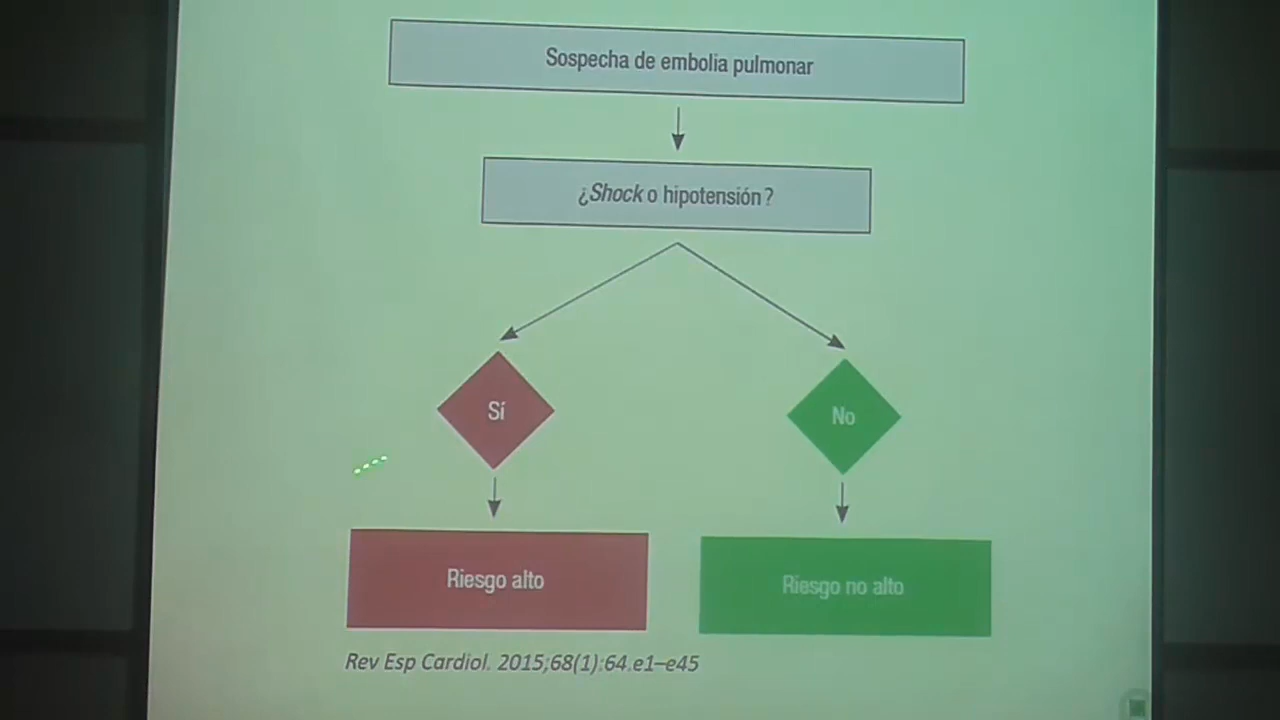 Sospecha de embolia pulmonar
¿Shock o hipotensión?
Sí
No
Riesgo alto
Riesgo no alto
Rev Esp Cardiol. 2015;68(1):64.e1–e45